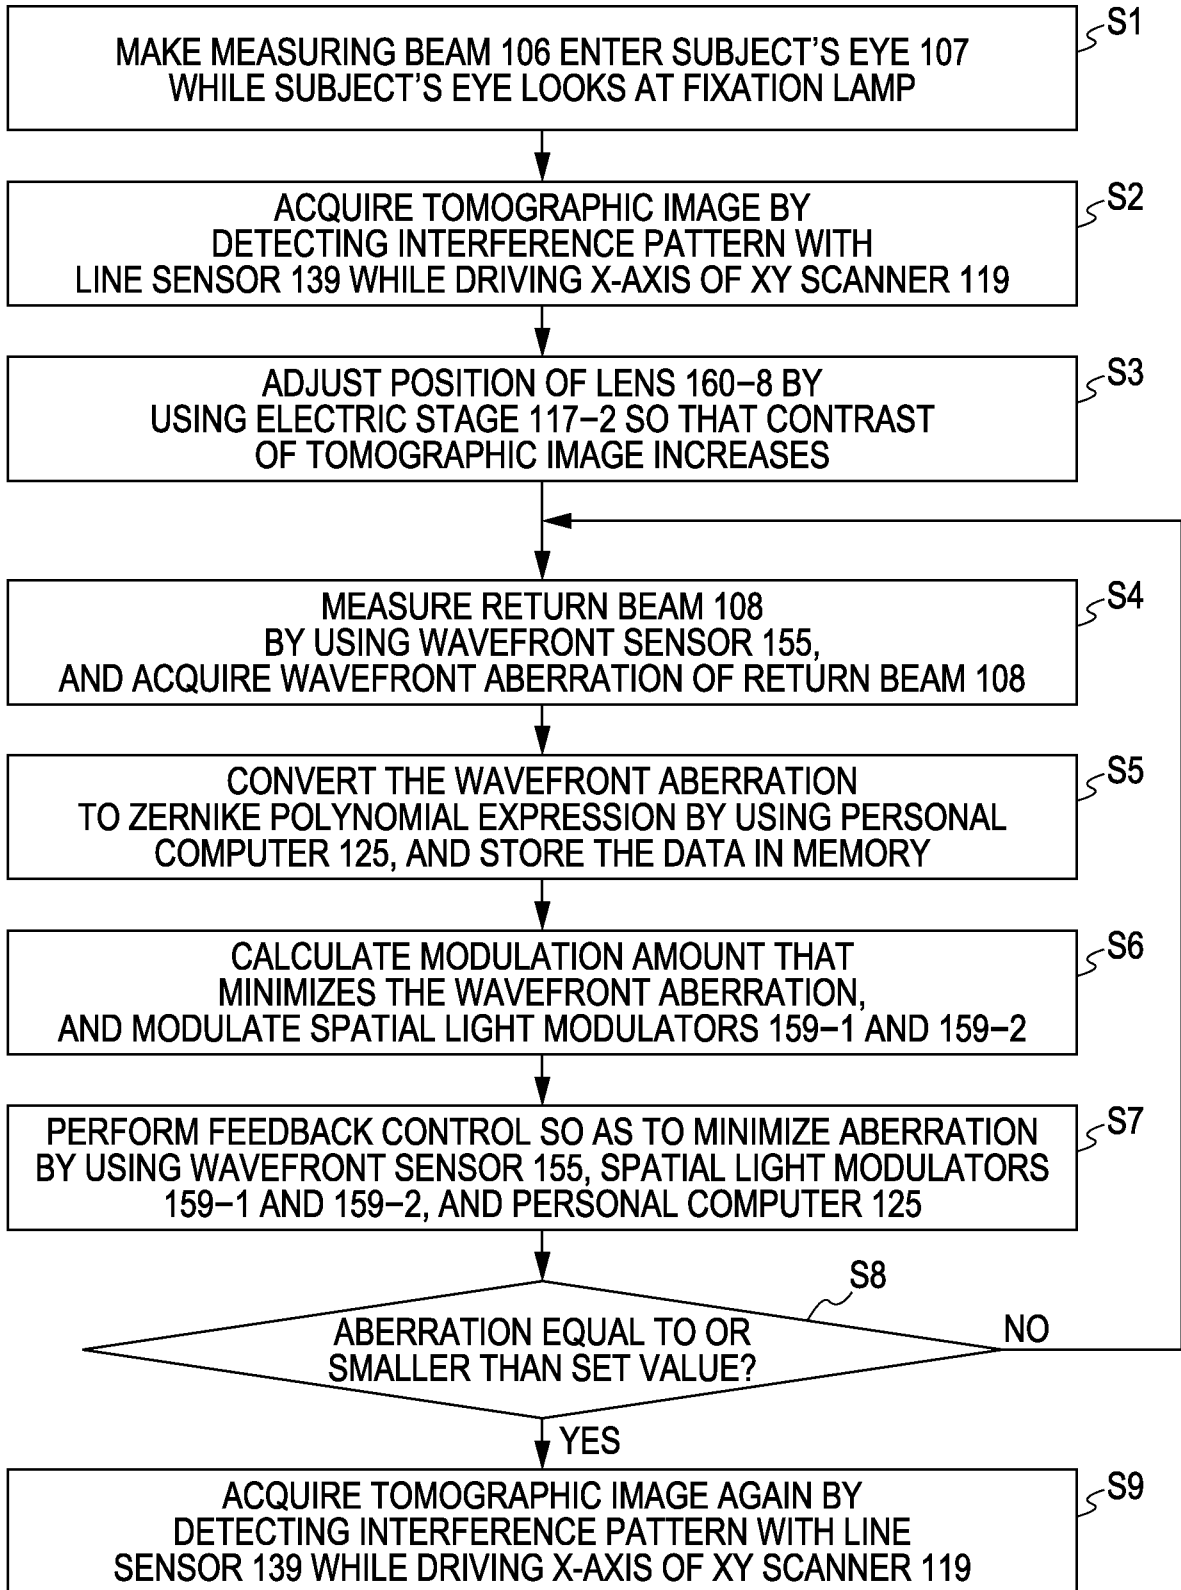 S1
MAKE MEASURING BEAM 106 ENTER SUBJECT'S EYE 107
WHILE SUBJECT'S EYE LOOKS AT FIXATION LAMP
S2
ACQUIRE TOMOGRAPHIC IMAGE BY
DETECTING INTERFERENCE PATTERN WITH
LINE SENSOR 139 WHILE DRIVING X-AXIS OF XY SCANNER 119
S3
ADJUST POSITION OF LENS 160–8 BY
USING ELECTRIC STAGE 117–2 SO THAT CONTRAST
OF TOMOGRAPHIC IMAGE INCREASES
S4
MEASURE RETURN BEAM 108
BY USING WAVEFRONT SENSOR 155,
AND ACQUIRE WAVEFRONT ABERRATION OF RETURN BEAM 108
S5
CONVERT THE WAVEFRONT ABERRATION
TO ZERNIKE POLYNOMIAL EXPRESSION BY USING PERSONAL
COMPUTER 125, AND STORE THE DATA IN MEMORY
S6
CALCULATE MODULATION AMOUNT THAT
MINIMIZES THE WAVEFRONT ABERRATION,
AND MODULATE SPATIAL LIGHT MODULATORS 159–1 AND 159–2
S7
PERFORM FEEDBACK CONTROL SO AS TO MINIMIZE ABERRATION
BY USING WAVEFRONT SENSOR 155, SPATIAL LIGHT MODULATORS
159–1 AND 159–2, AND PERSONAL COMPUTER 125
S8
ABERRATION EQUAL TO OR
SMALLER THAN SET VALUE?
NO
YES
S9
ACQUIRE TOMOGRAPHIC IMAGE AGAIN BY
DETECTING INTERFERENCE PATTERN WITH LINE
SENSOR 139 WHILE DRIVING X-AXIS OF XY SCANNER 119